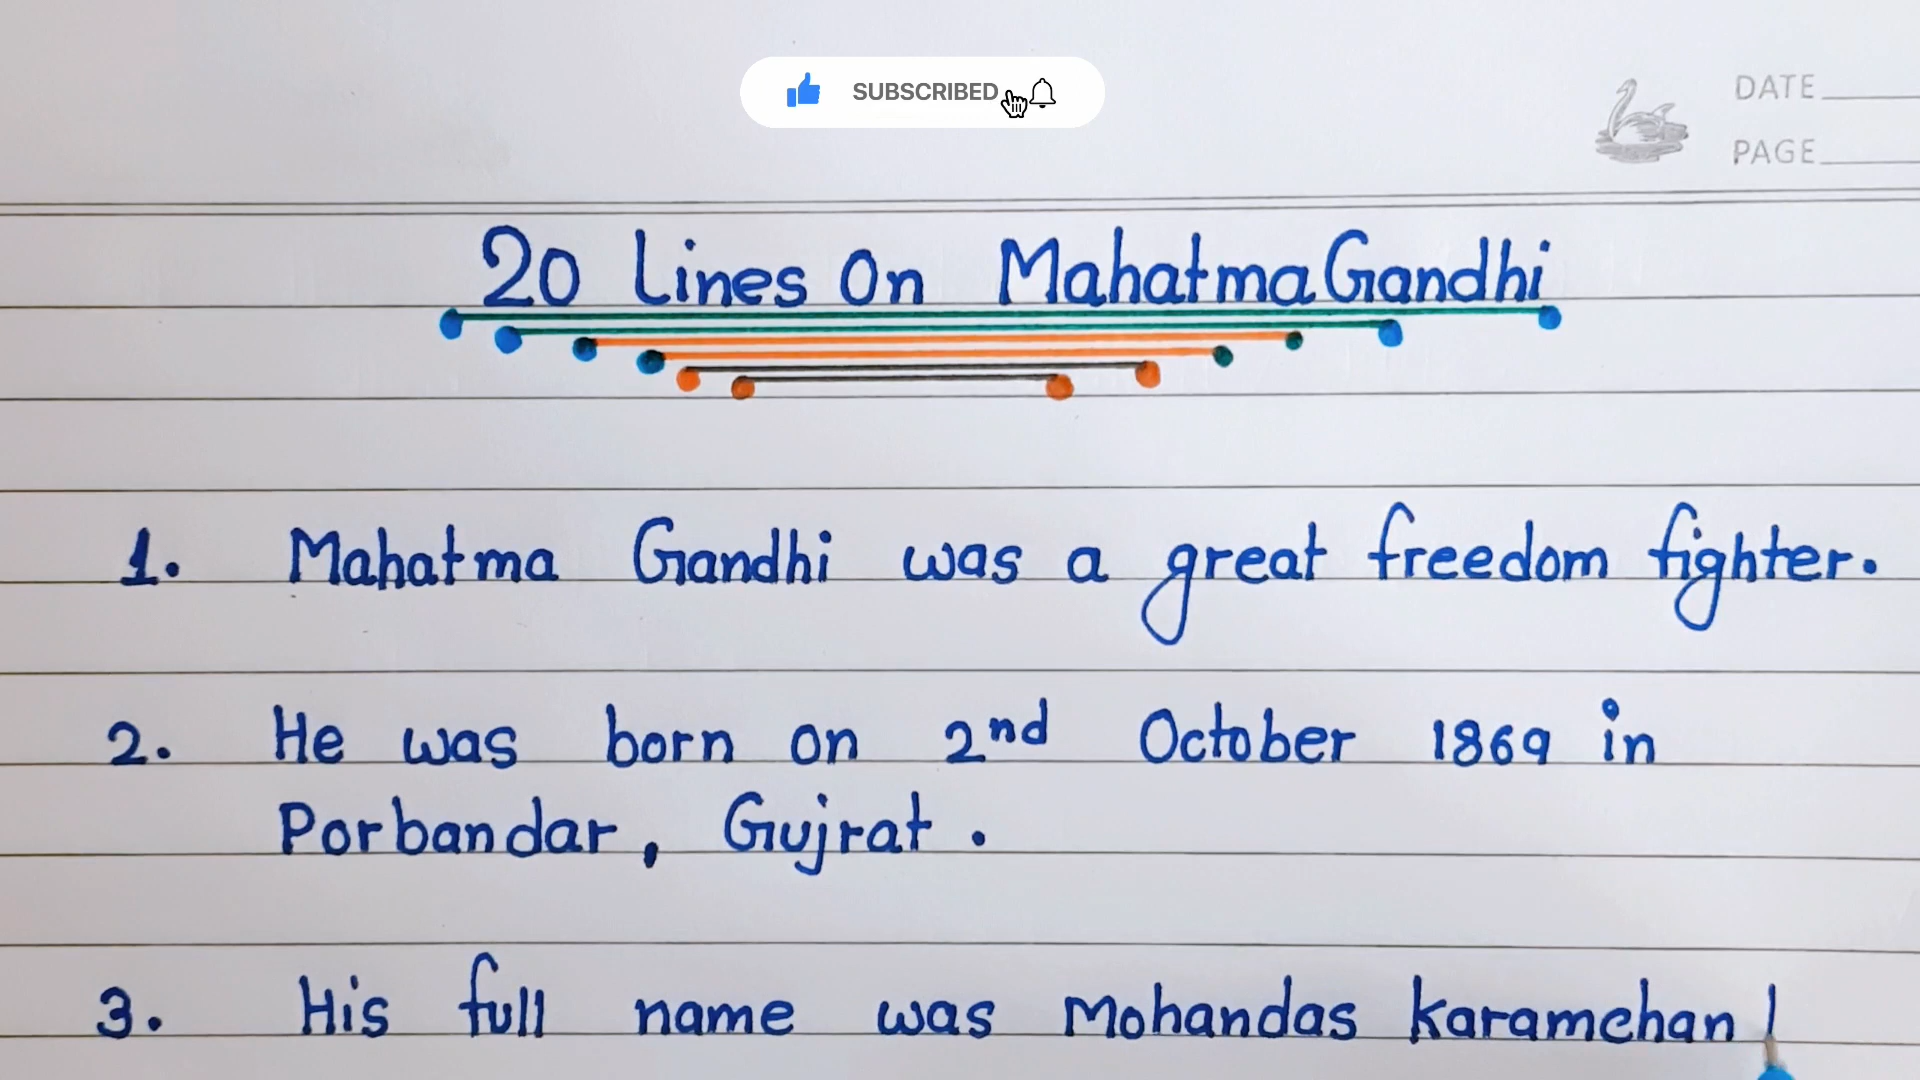 SUBSCRIBED
DATE
PAGE
20 Lines On Mahatma Gandhi
1. Mahatma Gandhi was a great freedom fighter.
2. He was born on 2nd October 1869 in
Porbandar, Gujrat.
3. His full name was Mohandas karamchan